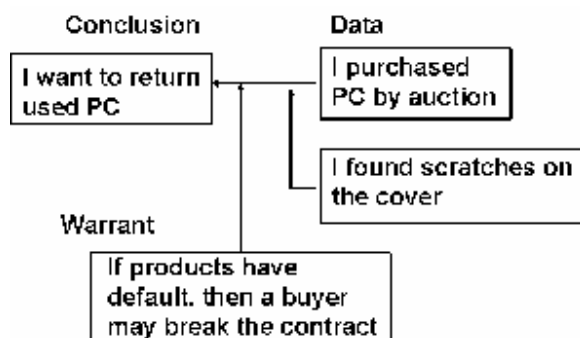 Conclusion
Data
I want to return
used PC
I purchased
PC by auction
I found scratches on
the cover
Warrant
If products have
default. then a buyer
may break the contract